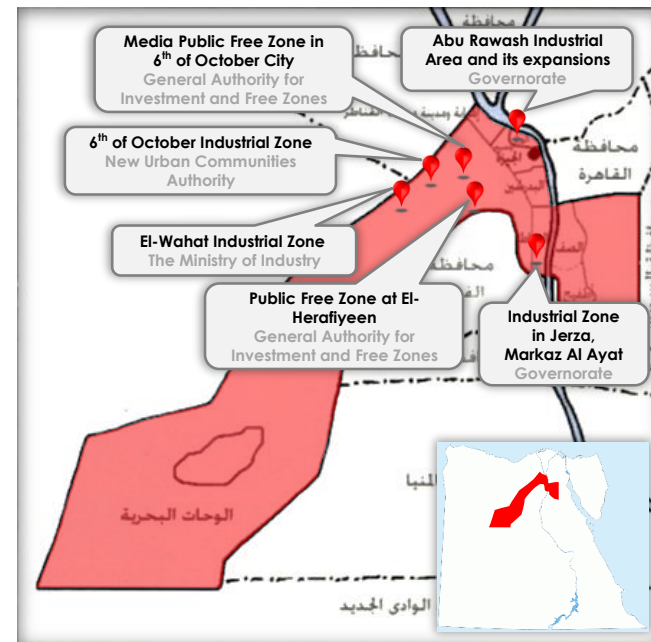 محافظة
Media Public Free Zone in
6th of October City
General Authority for
Investment and Free Zones
Abu Rawash Industrial
Area and its expansions
Governorate
6th of October Industrial Zone
New Urban Communities
Authority
محافظة
القاهرة
الجيزة
البدرشين
El-Wahat Industrial Zone
The Ministry of Industry
محافظة
Public Free Zone at El-
Herafiyeen
General Authority for
Investment and Free Zones
Industrial Zone
in Jerza,
Markaz Al Ayat
Governorate
الواحات البحرية
المنيا
الوادي الجديد